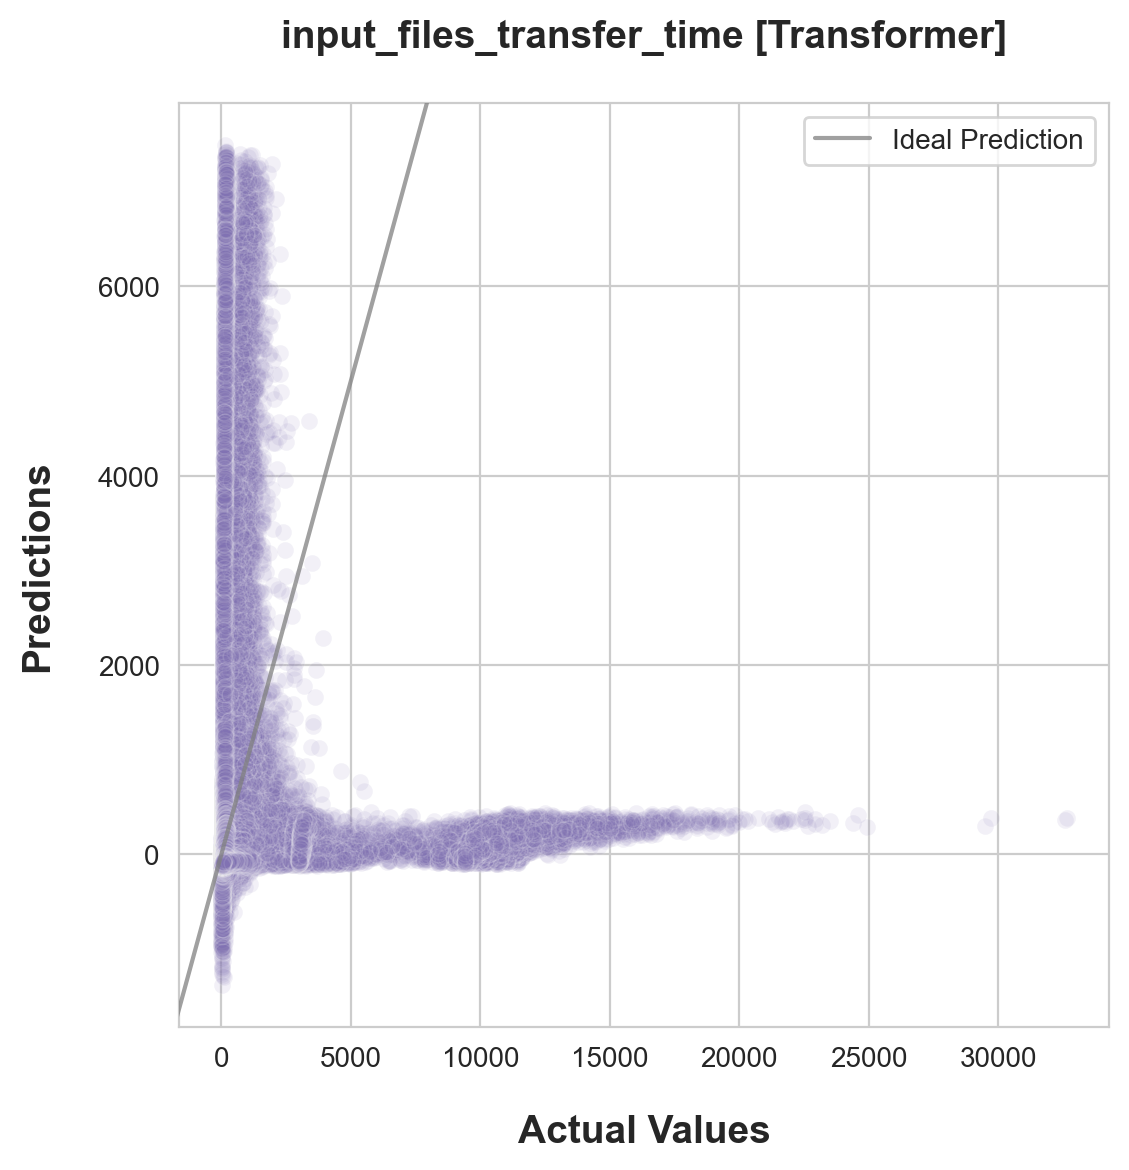 input_files_transfer_time [Transformer]
Ideal Prediction
Predictions
6000
4000
2000
0
0
5000
10000
15000
20000
25000
30000
Actual Values